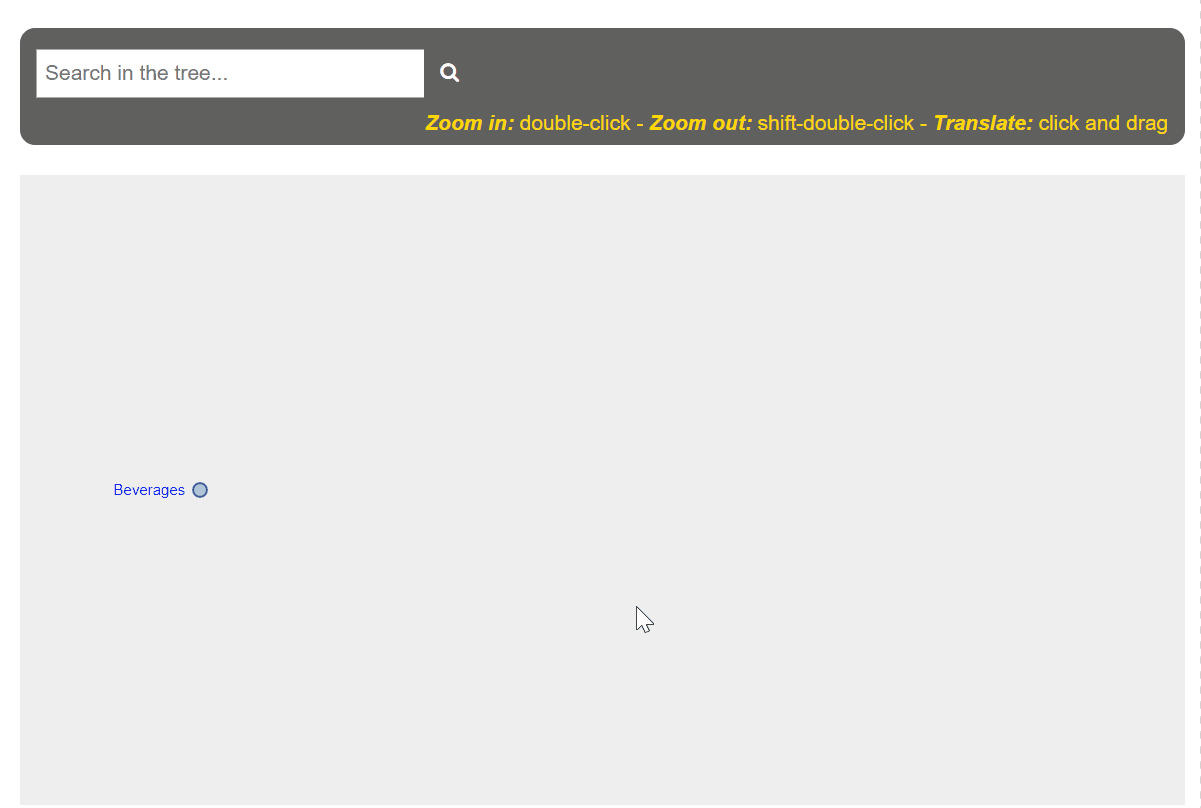 Search in the tree...
Zoom in: double-click - Zoom out: shift-double-click - Translate: click and drag
Beverages